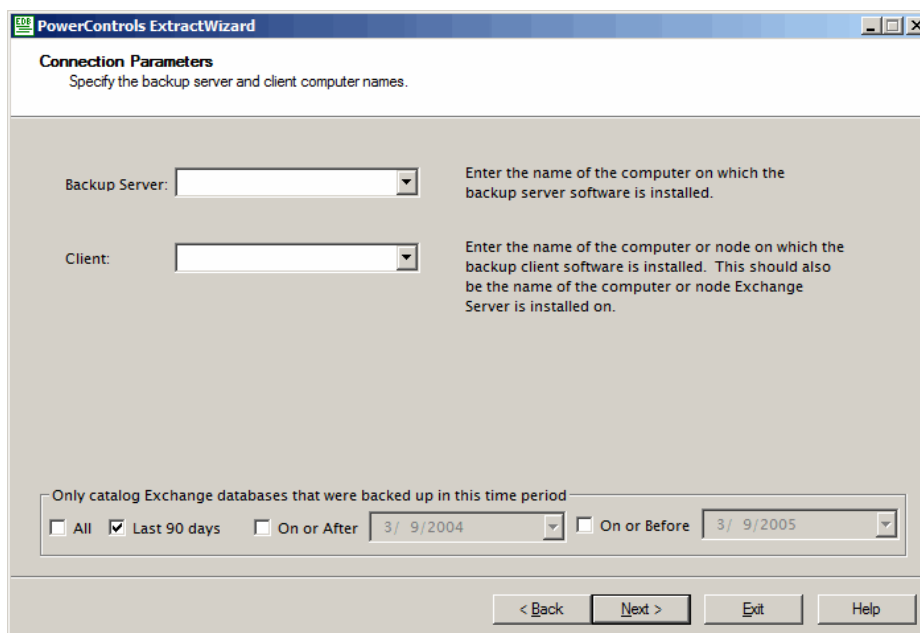 EDB
PowerControls ExtractWizard
Connection Parameters
Specify the backup server and client computer names.
Backup Server:
Enter the name of the computer on which the
backup server software is installed.
Client:
Enter the name of the computer or node on which the
backup client software is installed.  This should also
be the name of the computer or node Exchange
Server is installed on.
Only catalog Exchange databases that were backed up in this time period
All Last 90 days On or After 3/ 9/2004 On or Before 3/ 9/2005
< Back Next > Exit Help